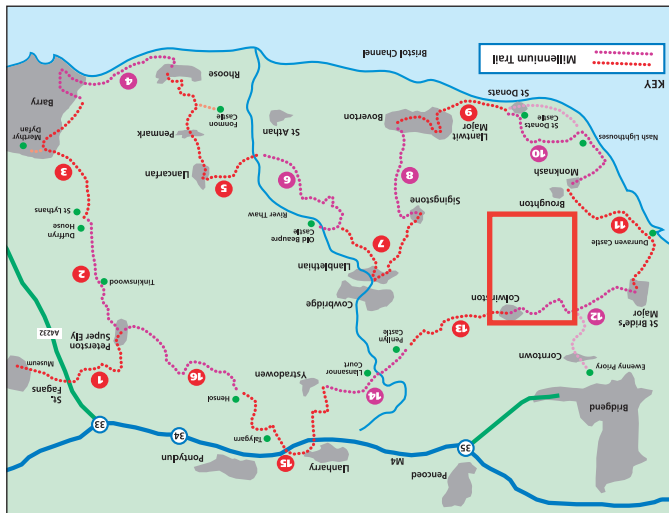 Pencoed
M4
35
Llanharry
15
Pontyclun
34
33
Bridgend
Ewenny Priory
Corntown
Talygarn
Hensol
16
1
St.
Fagans
Museum
A4232
14
Llansannor
Court
Ystradowen
Peterston
Super Ely
Penllyn
Castle
13
St Bride's
Major
12
Colwinston
Cowbridge
Llanblethian
Tinkinswood
2
Dunraven Castle
11
7
Old Beaupre
Castle
River Thaw
Duffryn
House
St Lythans
Broughton
Monknash
Sigingstone
8
6
5
Llancarfan
3
Nash Lighthouses
10
St Donats
Castle
St Donats
9
Llantwit
Major
Boverton
St Athan
Penmark
Fonmon
Castle
Merthyr
Dyfan
Rhose
4
Barry
KEY
Millennium Trail
Bristol Channel